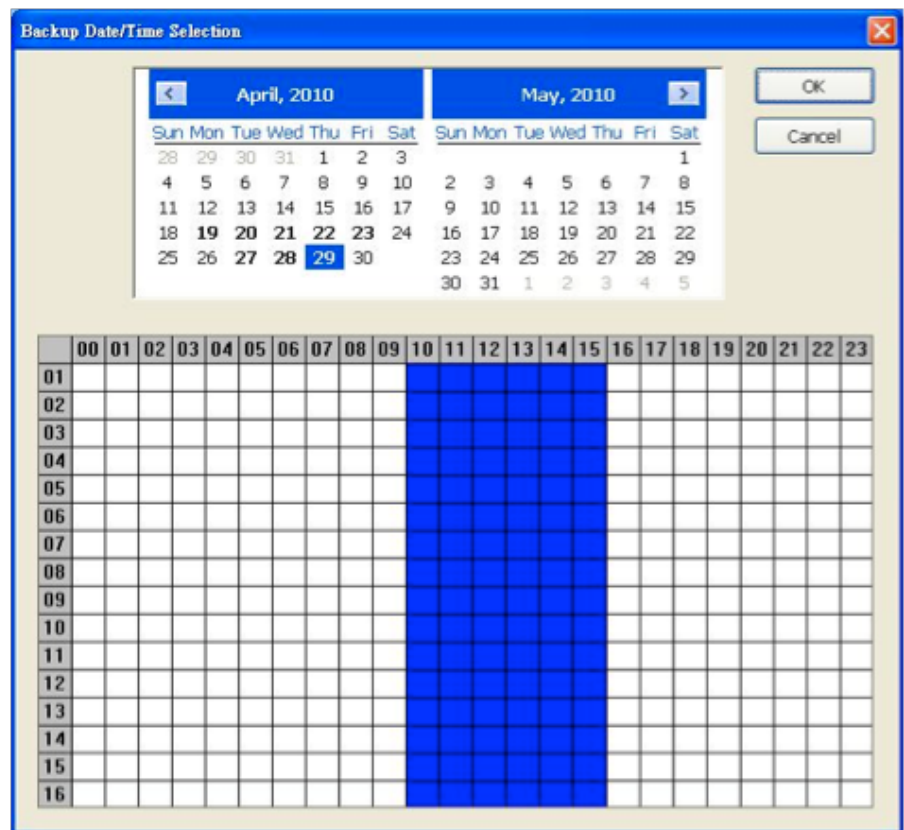 Backup Date/Time Selection
April, 2010
May, 2010
OK
Cancel
Sun Mon Tue Wed Thu Fri Sat
28 29 30 31 1 2 3
4 5 6 7 8 9 10
11 12 13 14 15 16 17
18 19 20 21 22 23 24
25 26 27 28 29 30
Sun Mon Tue Wed Thu Fri Sat
1
2 3 4 5 6 7 8
9 10 11 12 13 14 15
16 17 18 19 20 21 22
23 24 25 26 27 28 29
30 31 1 2 3 4 5
00 01 02 03 04 05 06 07 08 09 10 11 12 13 14 15 16 17 18 19 20 21 22 23
01
02
03
04
05
06
07
08
09
10
11
12
13
14
15
16